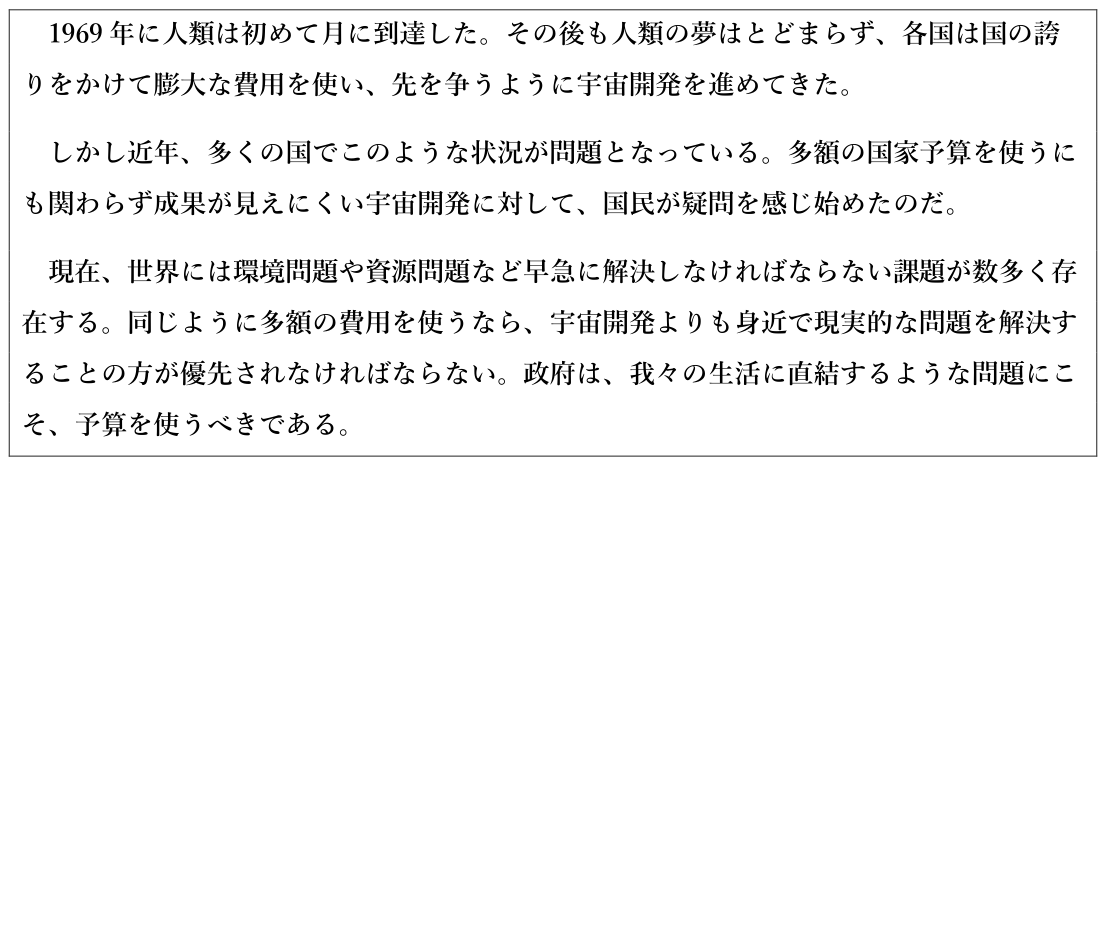 1969 年に人類は初めて月に到達した。その後も人類の夢はとどまらず、各国は国の誇
りをかけて膨大な費用を使い、先を争うように宇宙開発を進めてきた。
しかし近年、多くの国でこのような状況が問題となっている。多額の国家予算を使うに
も関わらず成果が見えにくい宇宙開発に対して、国民が疑問を感じ始めたのだ。
現在、世界には環境問題や資源問題など早急に解決しなければならない課題が数多く存
在する。同じように多額の費用を使うなら、宇宙開発よりも身近で現実的な問題を解決す
ることの方が優先されなければならない。政府は、我々の生活に直結するような問題にこ
そ、予算を使うべきである。